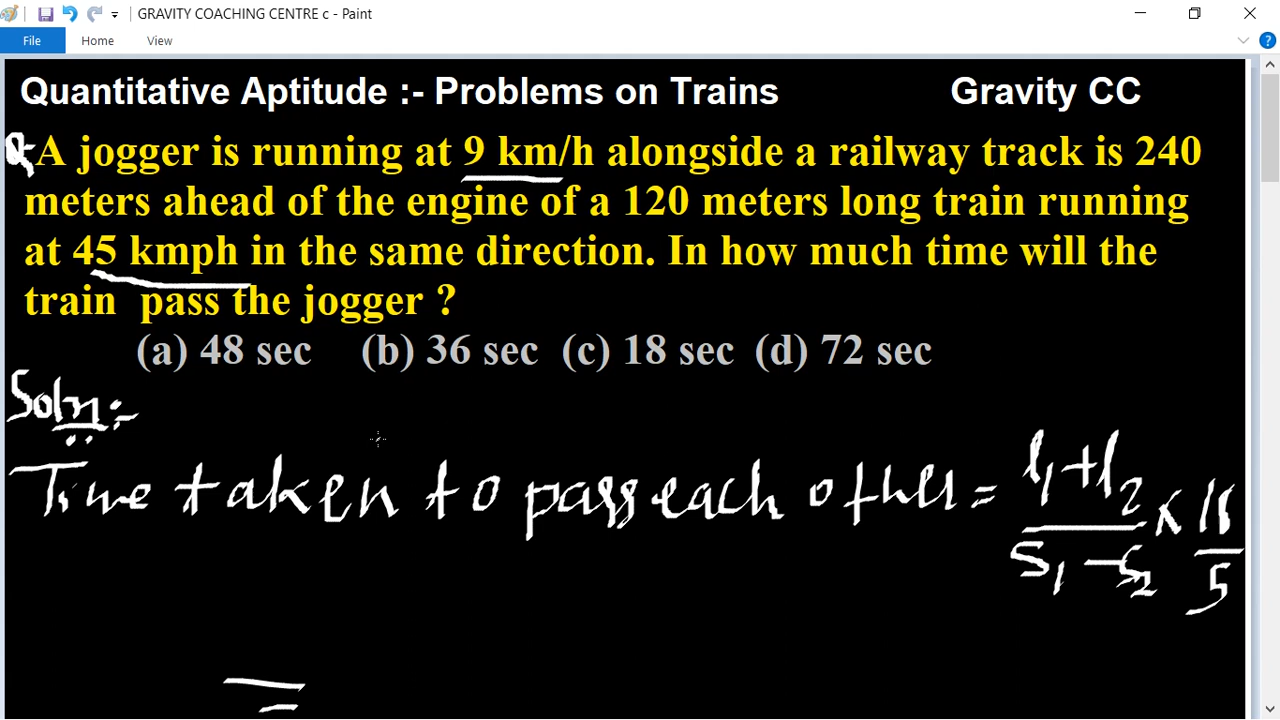 GRAVITY COACHING CENTRE c - Paint
File Home View
Quantitative Aptitude :- Problems on Trains Gravity CC
Q. A jogger is running at 9 km/h alongside a railway track is 240
meters ahead of the engine of a 120 meters long train running
at 45 kmph in the same direction. In how much time will the
train pass the jogger ?
(a) 48 sec (b) 36 sec (c) 18 sec (d) 72 sec
Soln:-
Time taken to pass each other = l1+l2 / S1-S2 × 18/5
=